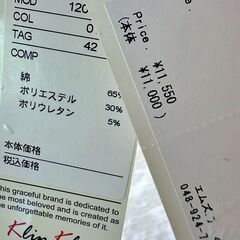 MOD 120
COL 0
TAG 42
COMP
綿 65%
ポリエステル 30%
ポリウレタン 5%
本体価格
税込価格
This graceful brand is dedicated to
the most beloved and is created as
the unforgettable memories of it.
Price.
¥11,550
(本体 ¥11,000)
エムズ
048-924-